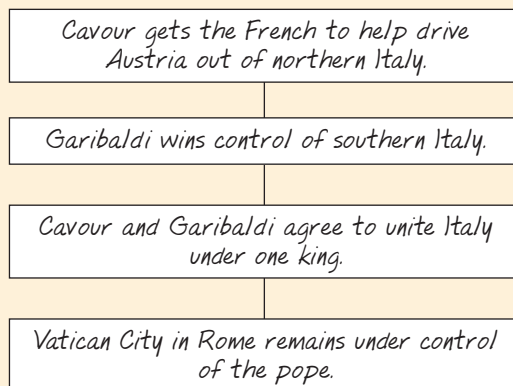 Cavour gets the French to help drive
Austria out of northern Italy.
Garibaldi wins control of southern Italy.
Cavour and Garibaldi agree to unite Italy
under one king.
Vatican City in Rome remains under control
of the pope.